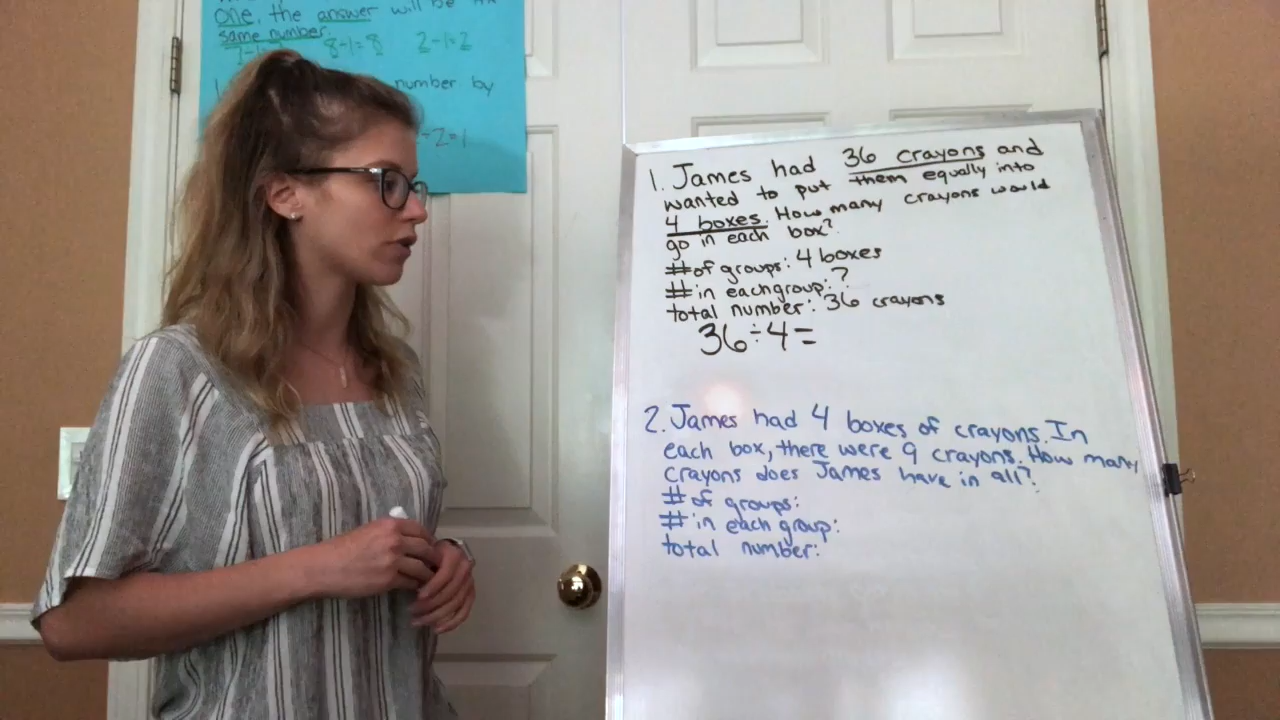 one, the answer will be
same number.
8÷1=8 2÷1=2
number by
÷2=1
1. James had 36 crayons and
wanted to put them equally into
4 boxes. How many crayons would
go in each box?
# of groups: 4 boxes
# in each group: ?
total number: 36 crayons
36÷4=
2. James had 4 boxes of crayons. In
each box, there were 9 crayons. How many
crayons does James have in all?
# of groups:
# in each group:
total number: